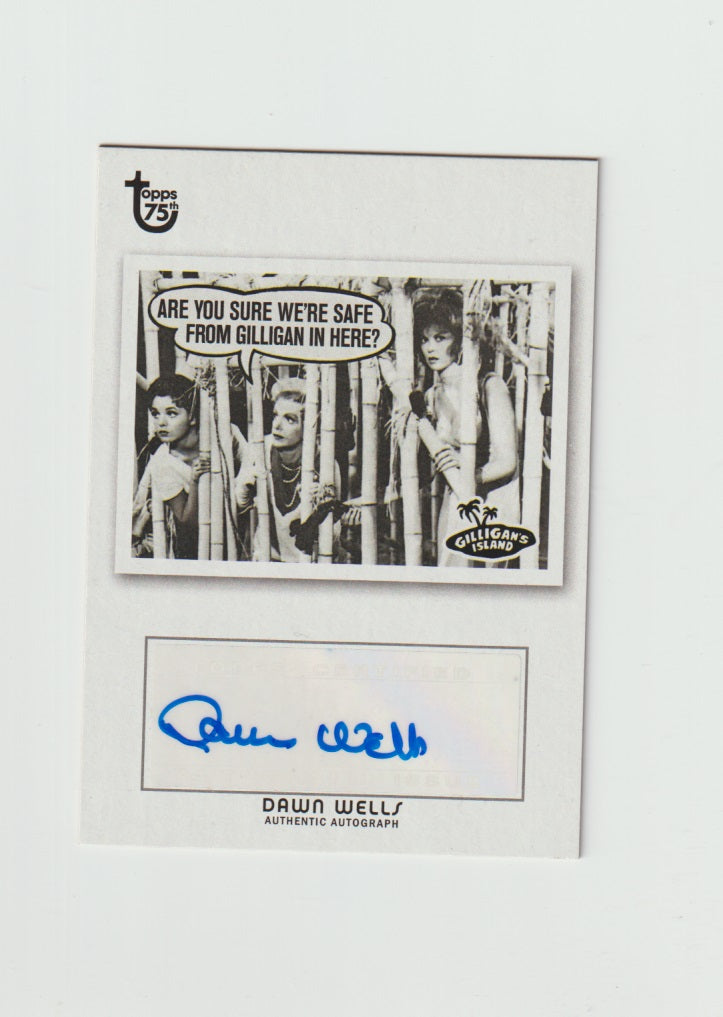 topps
75th
ARE YOU SURE WE'RE SAFE
FROM GILLIGAN IN HERE?
GILLIGAN'S
ISLAND
Dawn Wells
DAWN WELLS
AUTHENTIC AUTOGRAPH